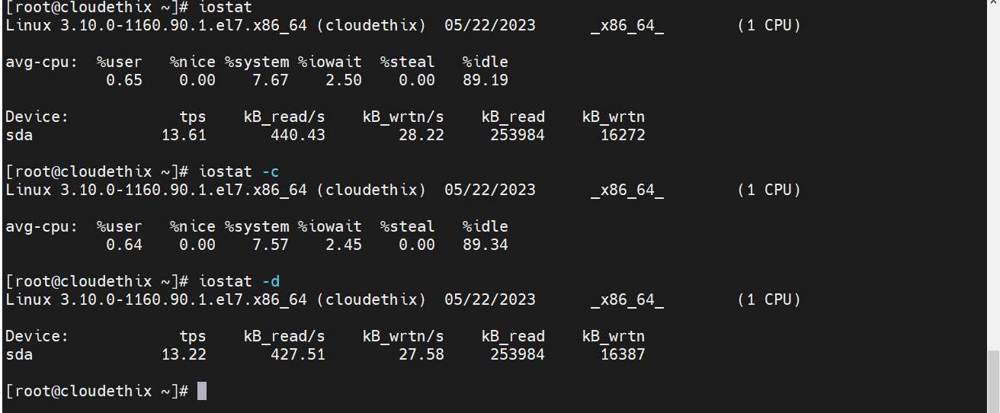 [root@cloudethix ~]# iostat
Linux 3.10.0-1160.90.1.el7.x86_64 (cloudethix)  05/22/2023      _x86_64_        (1 CPU)
avg-cpu:  %user   %nice %system %iowait  %steal   %idle
           0.65    0.00    7.67    2.50    0.00   89.19
Device:            tps    kB_read/s    kB_wrtn/s    kB_read    kB_wrtn
sda              13.61       440.43        28.22     253984      16272
[root@cloudethix ~]# iostat -c
Linux 3.10.0-1160.90.1.el7.x86_64 (cloudethix)  05/22/2023      _x86_64_        (1 CPU)
avg-cpu:  %user   %nice %system %iowait  %steal   %idle
           0.64    0.00    7.57    2.45    0.00   89.34
[root@cloudethix ~]# iostat -d
Linux 3.10.0-1160.90.1.el7.x86_64 (cloudethix)  05/22/2023      _x86_64_        (1 CPU)
Device:            tps    kB_read/s    kB_wrtn/s    kB_read    kB_wrtn
sda              13.22       427.51        27.58     253984      16387
[root@cloudethix ~]#